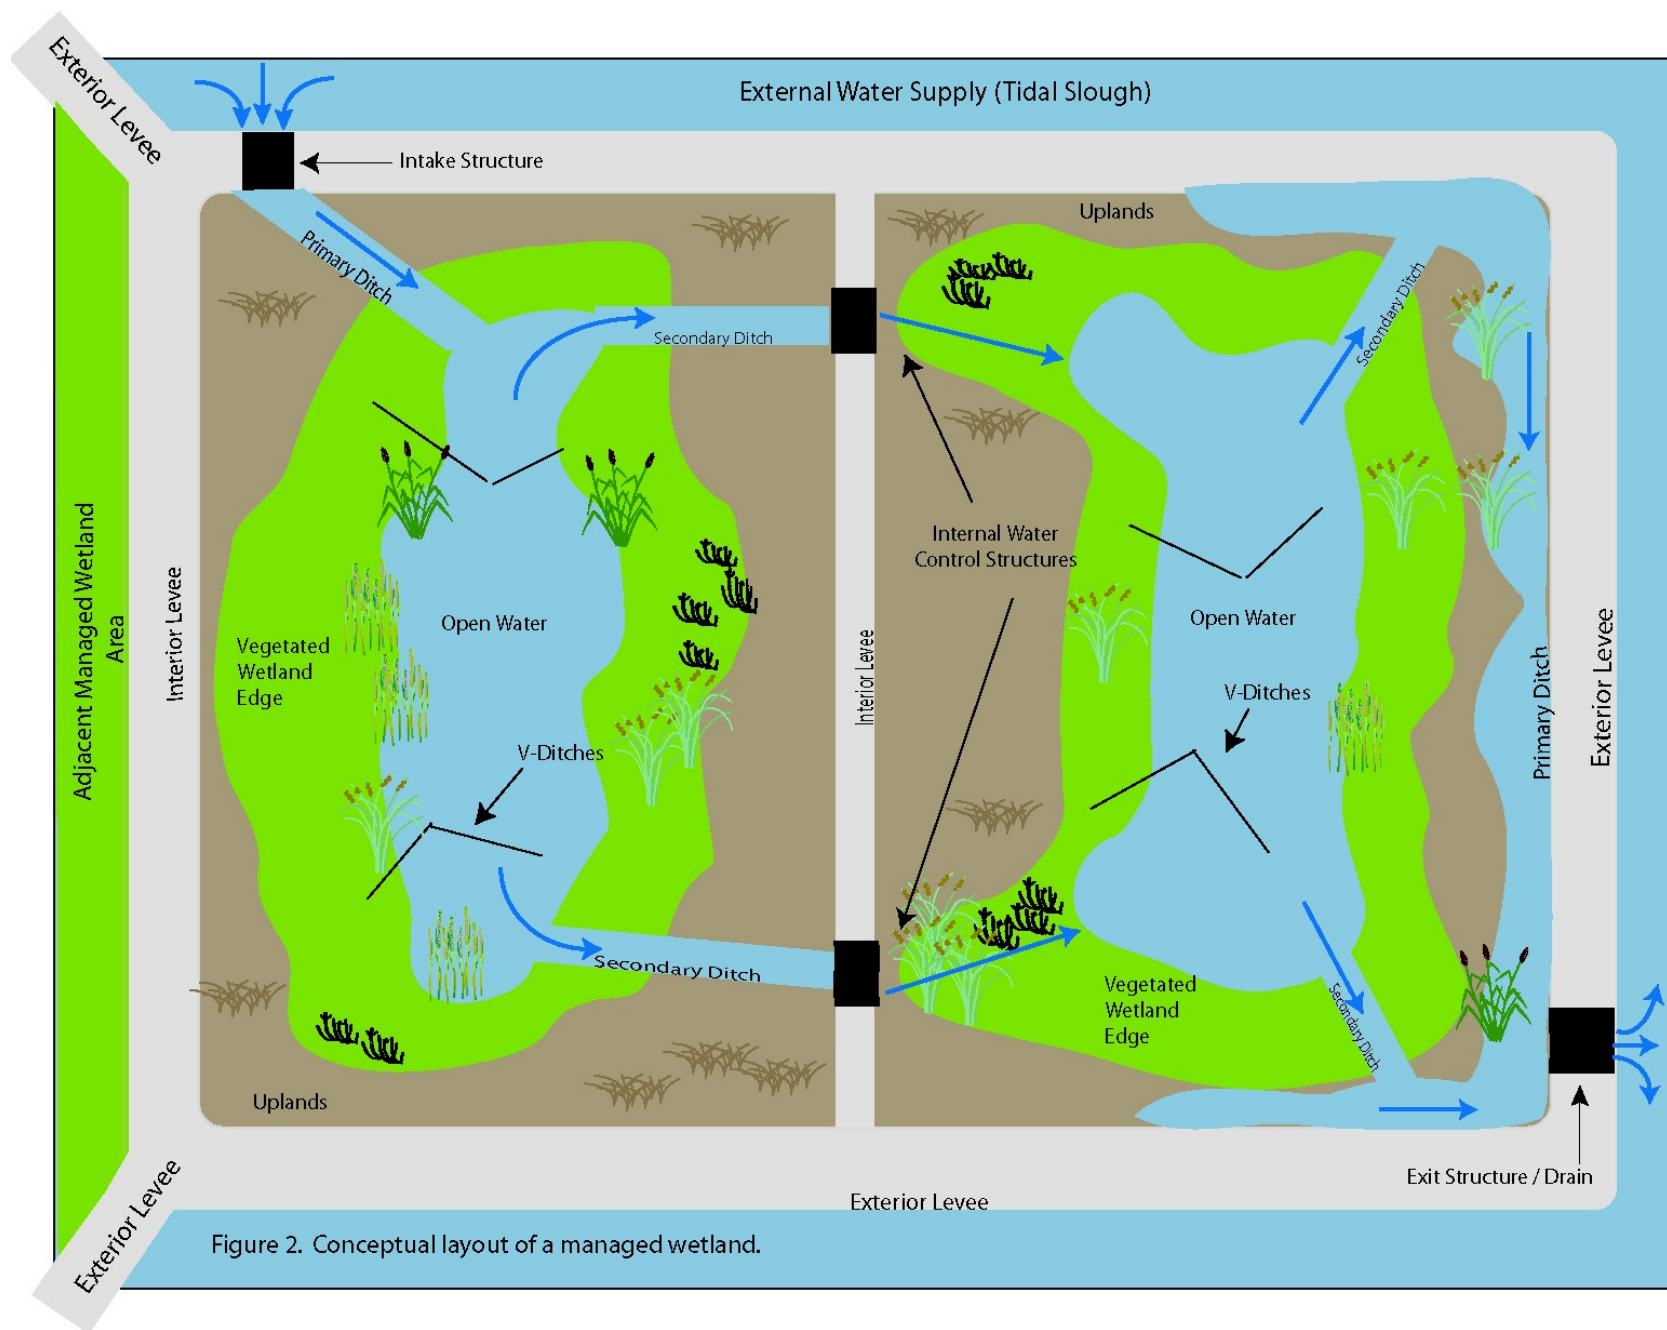 Exterior Levee
External Water Supply (Tidal Slough)
Intake Structure
Uplands
Primary Ditch
Secondary Ditch
Secondary Ditch
Internal Water
Control Structures
Open Water
Open Water
Vegetated
Wetland
Edge
Adjacent Managed Wetland
Area
Interior Levee
Interior Levee
V-Ditches
V-Ditches
Primary Ditch
Exterior Levee
Secondary Ditch
Secondary Ditch
Vegetated
Wetland
Edge
Uplands
Exit Structure / Drain
Exterior Levee
Exterior Levee
Figure 2. Conceptual layout of a managed wetland.